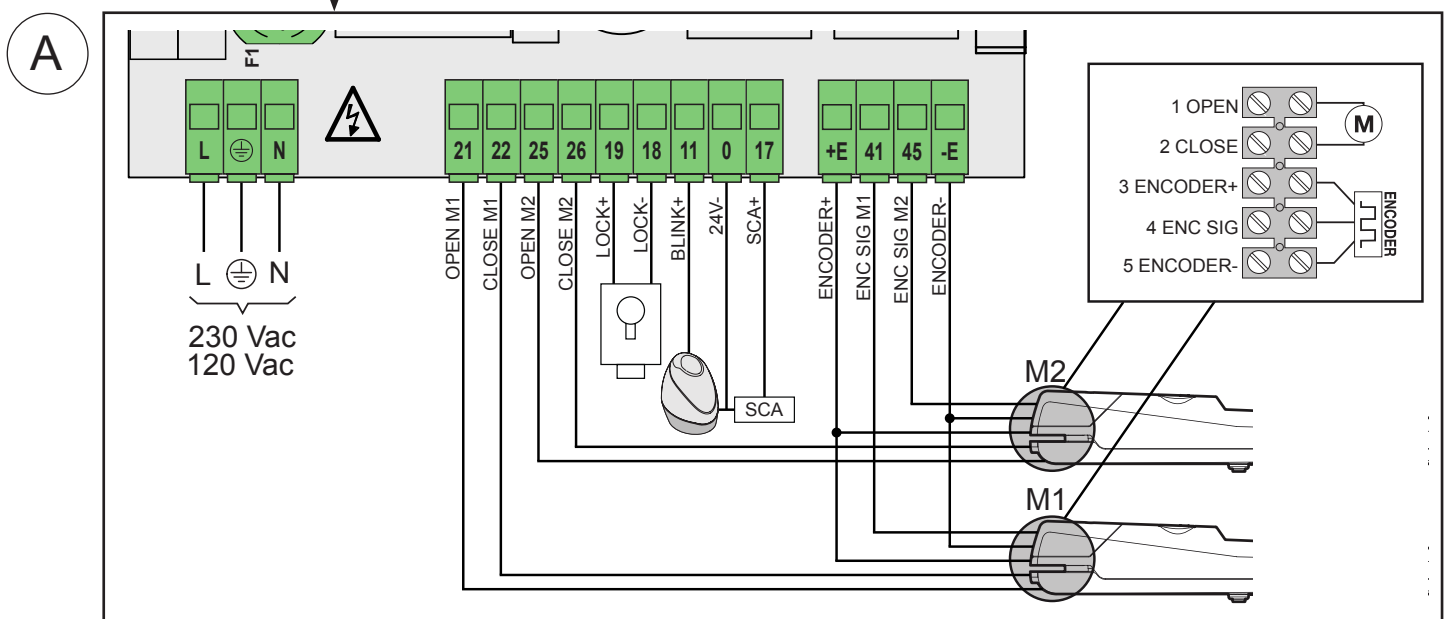 A
F1
L N
21 22 25 26 19 18 11 0 17
+E 41 45 -E
OPEN M1
CLOSE M1
OPEN M2
CLOSE M2
LOCK+
LOCK-
BLINK+
24V-
SCA+
ENCODER+
ENC SIG M1
ENC SIG M2
ENCODER-
L N
230 Vac
120 Vac
SCA
1 OPEN
2 CLOSE
3 ENCODER+
4 ENC SIG
5 ENCODER-
M
ENCODER
M2
M1